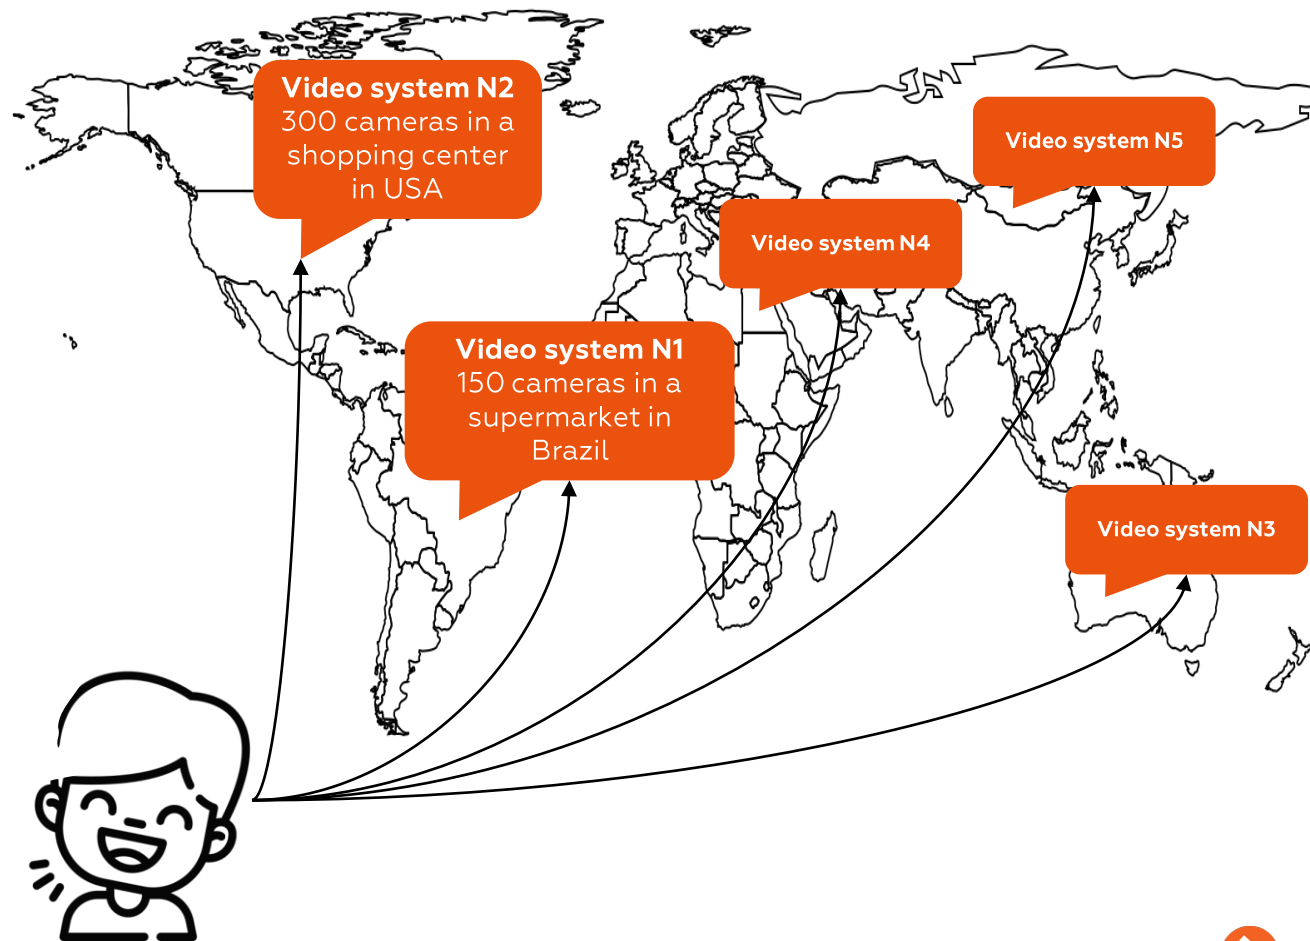 Video system N2
300 cameras in a
shopping center
in USA
Video system N5
Video system N4
Video system N1
150 cameras in a
supermarket in
Brazil
Video system N3